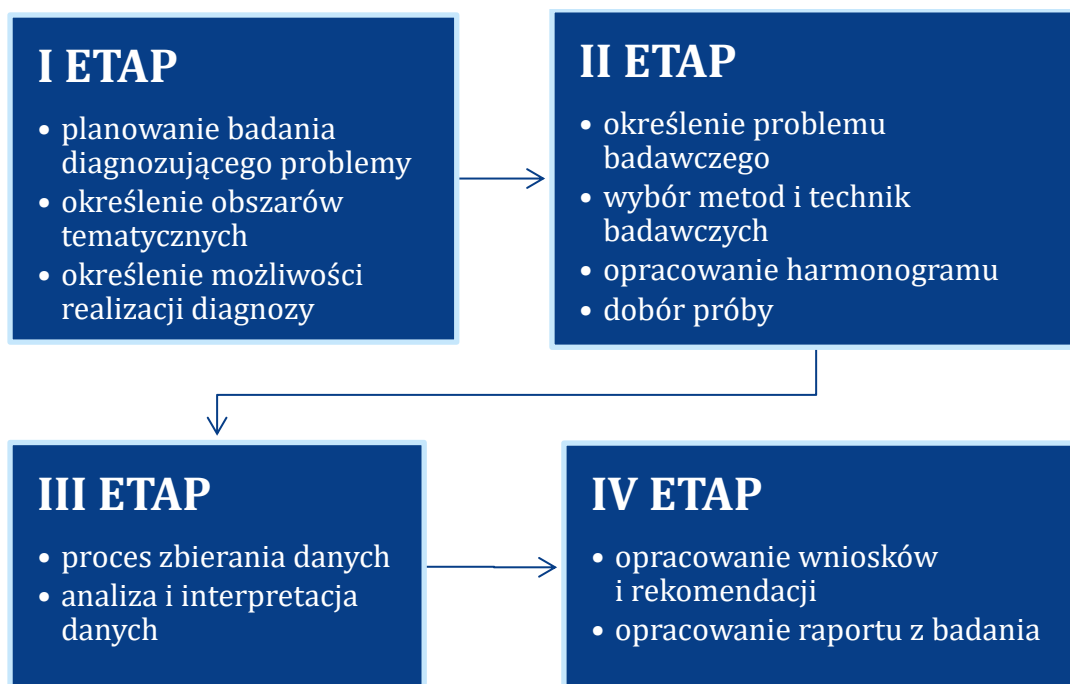 I ETAP
• planowanie badania
diagnozującego problemy
• określenie obszarów
tematycznych
• określenie możliwości
realizacji diagnozy
II ETAP
• określenie problemu
badawczego
• wybór metod i technik
badawczych
• opracowanie harmonogramu
• dobór próby
III ETAP
• proces zbierania danych
• analiza i interpretacja
danych
IV ETAP
• opracowanie wniosków
i rekomendacji
• opracowanie raportu z badania